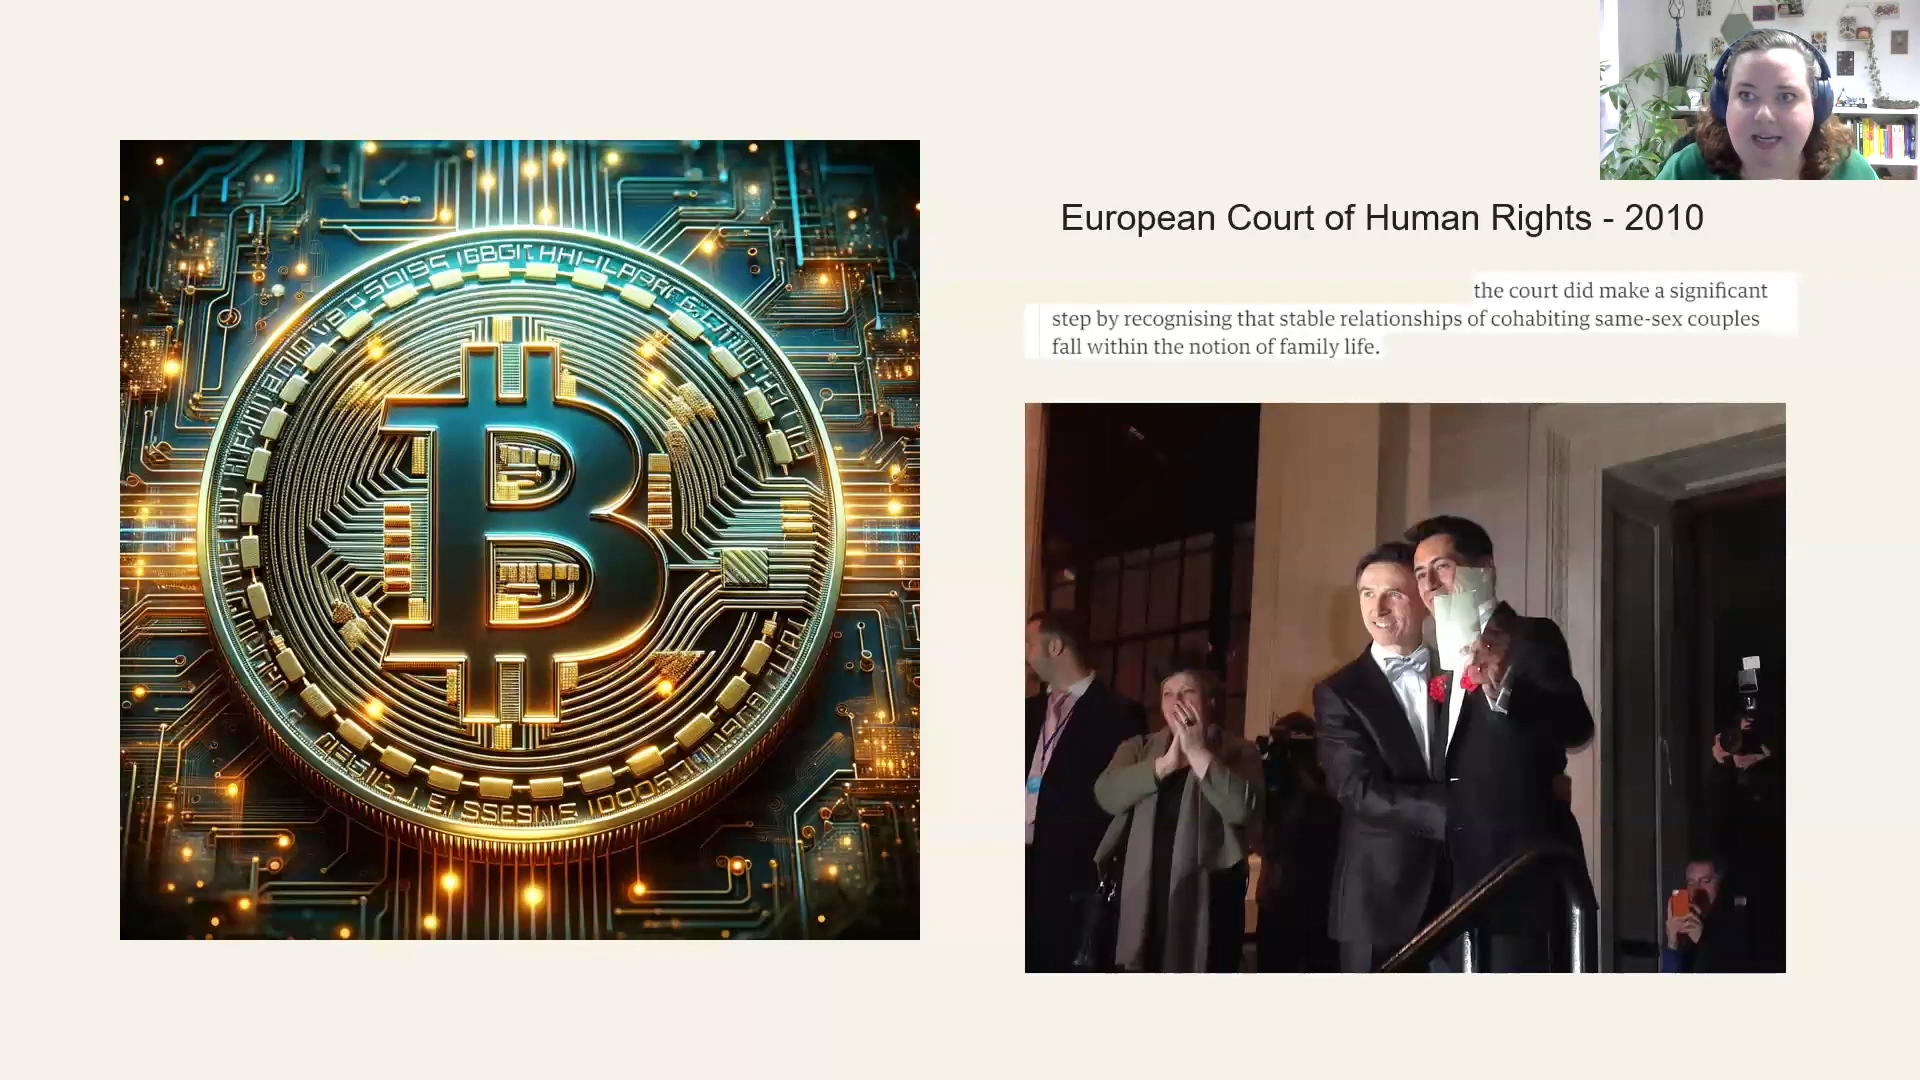 European Court of Human Rights - 2010
the court did make a significant
step by recognising that stable relationships of cohabiting same-sex couples
fall within the notion of family life.